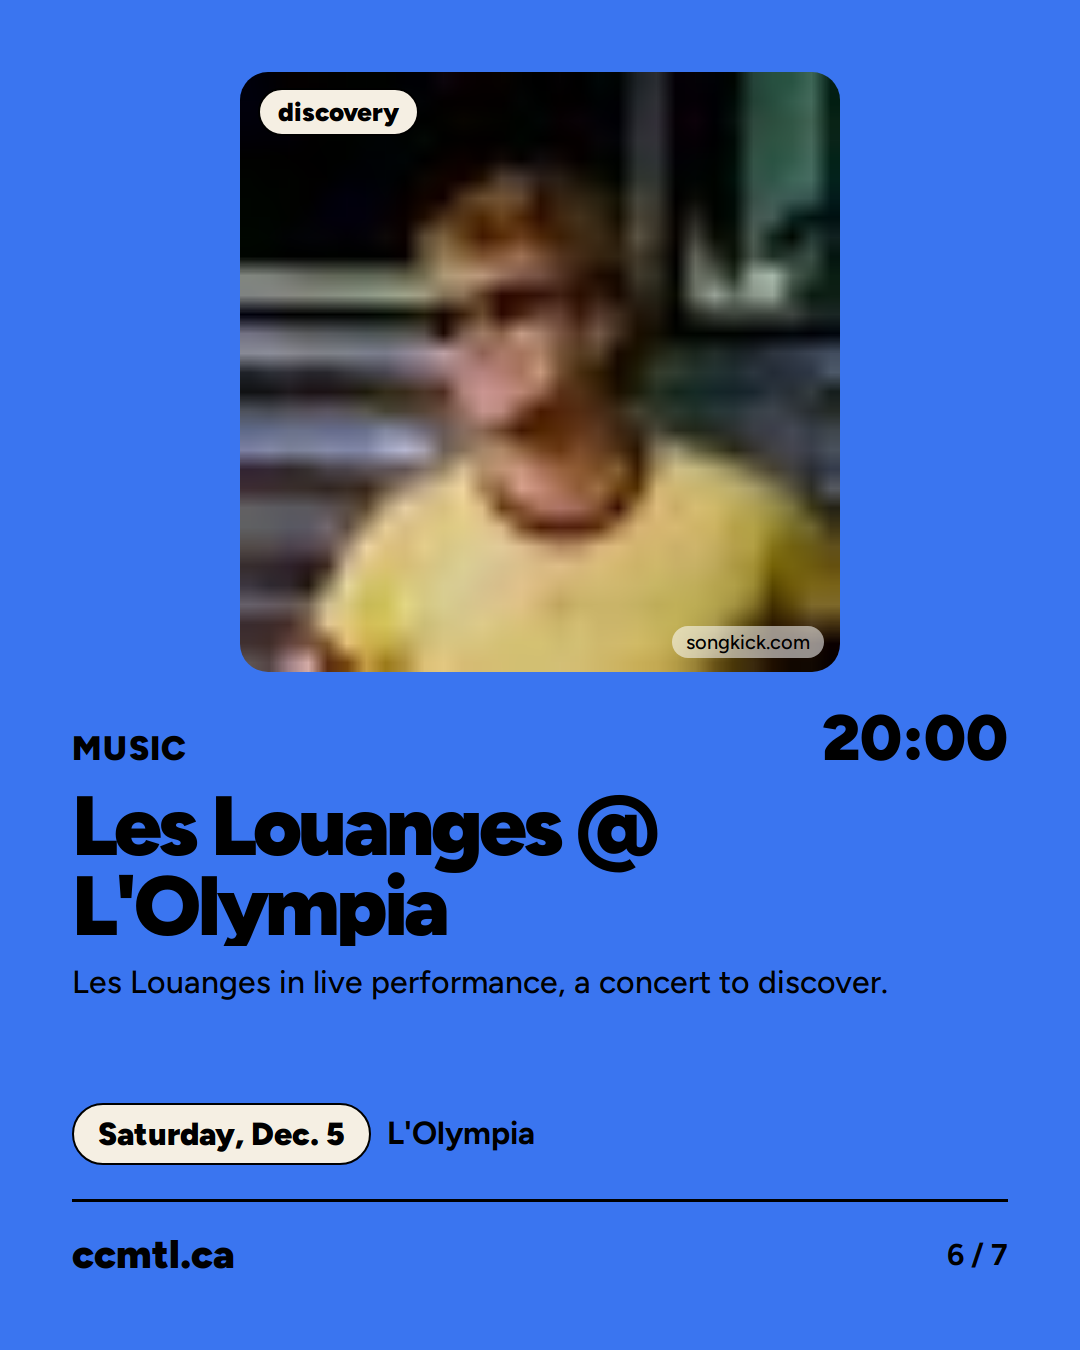 discovery
songkick.com
MUSIC
20:00
Les Louanges @
L'Olympia
Les Louanges in live performance, a concert to discover.
Saturday, Dec. 5
L'Olympia
ccmtl.ca
6 / 7